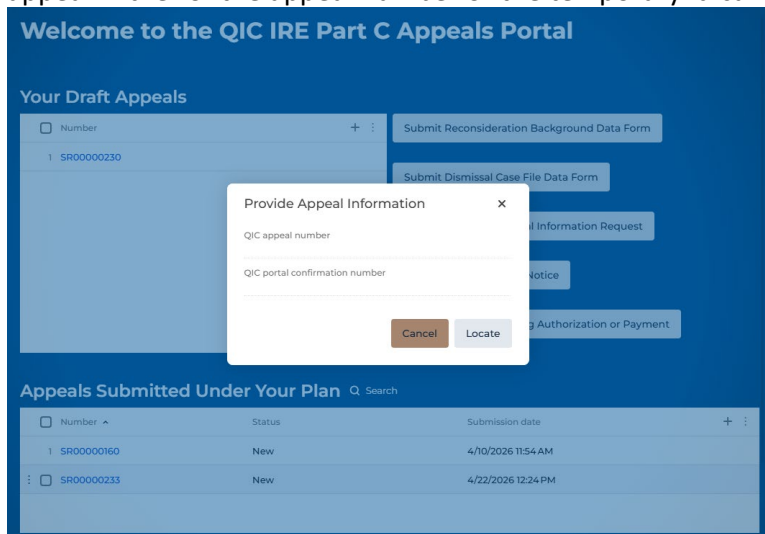 Welcome to the QIC IRE Part C Appeals Portal
Your Draft Appeals
Number
1 SR00000230
Submit Reconsideration Background Data Form
Submit Dismissal Case File Data Form
Information Request
Notice
Authorization or Payment
Provide Appeal Information
QIC appeal number
QIC portal confirmation number
Cancel Locate
Appeals Submitted Under Your Plan Search
Number Status Submission date
1 SR00000160 New 4/10/2026 11:54 AM
SR00000233 New 4/22/2026 12:24 PM